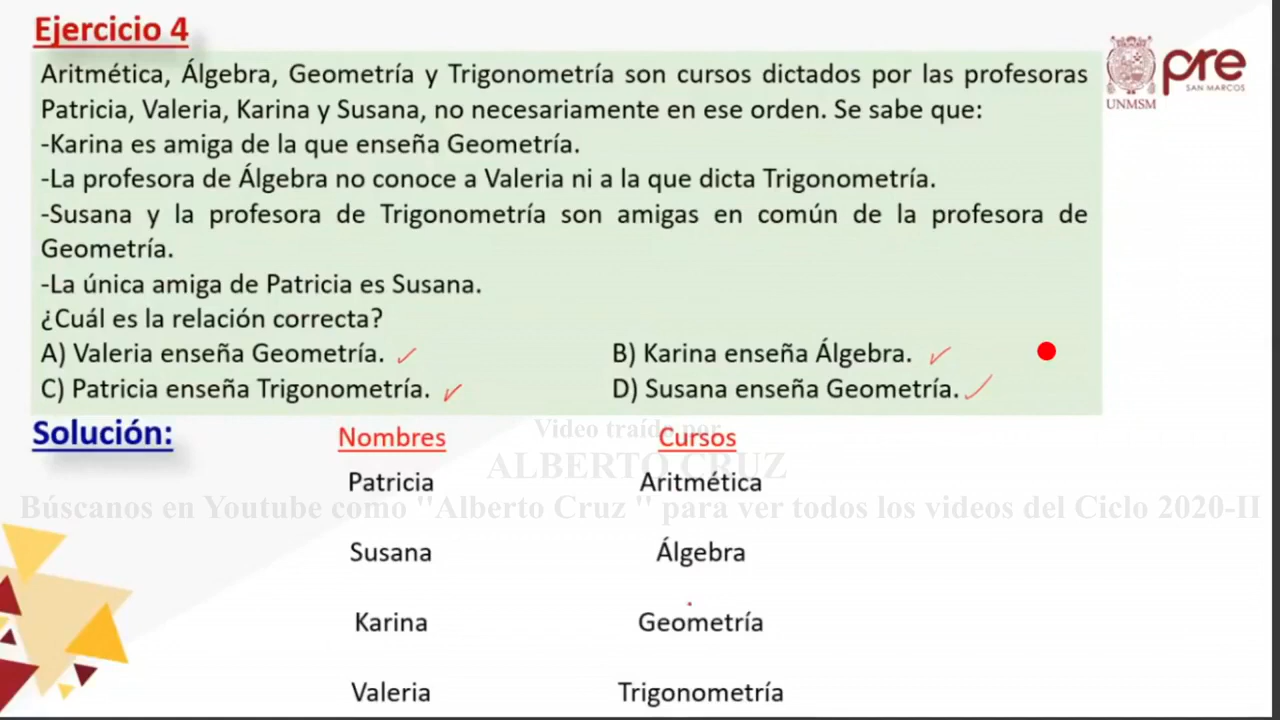 Ejercicio 4
Aritmética, Álgebra, Geometría y Trigonometría son cursos dictados por las profesoras
Patricia, Valeria, Karina y Susana, no necesariamente en ese orden. Se sabe que:
-Karina es amiga de la que enseña Geometría.
-La profesora de Álgebra no conoce a Valeria ni a la que dicta Trigonometría.
-Susana y la profesora de Trigonometría son amigas en común de la profesora de
Geometría.
-La única amiga de Patricia es Susana.
¿Cuál es la relación correcta?
A) Valeria enseña Geometría.
B) Karina enseña Álgebra.
C) Patricia enseña Trigonometría.
D) Susana enseña Geometría.
UNMSM
pre
SAN MARCOS
Solución:
Nombres
Cursos
Video traído por
ALBERTO CRUZ
Búscanos en Youtube como "Alberto Cruz " para ver todos los videos del Ciclo 2020-II
Patricia
Aritmética
Susana
Álgebra
Karina
Geometría
Valeria
Trigonometría